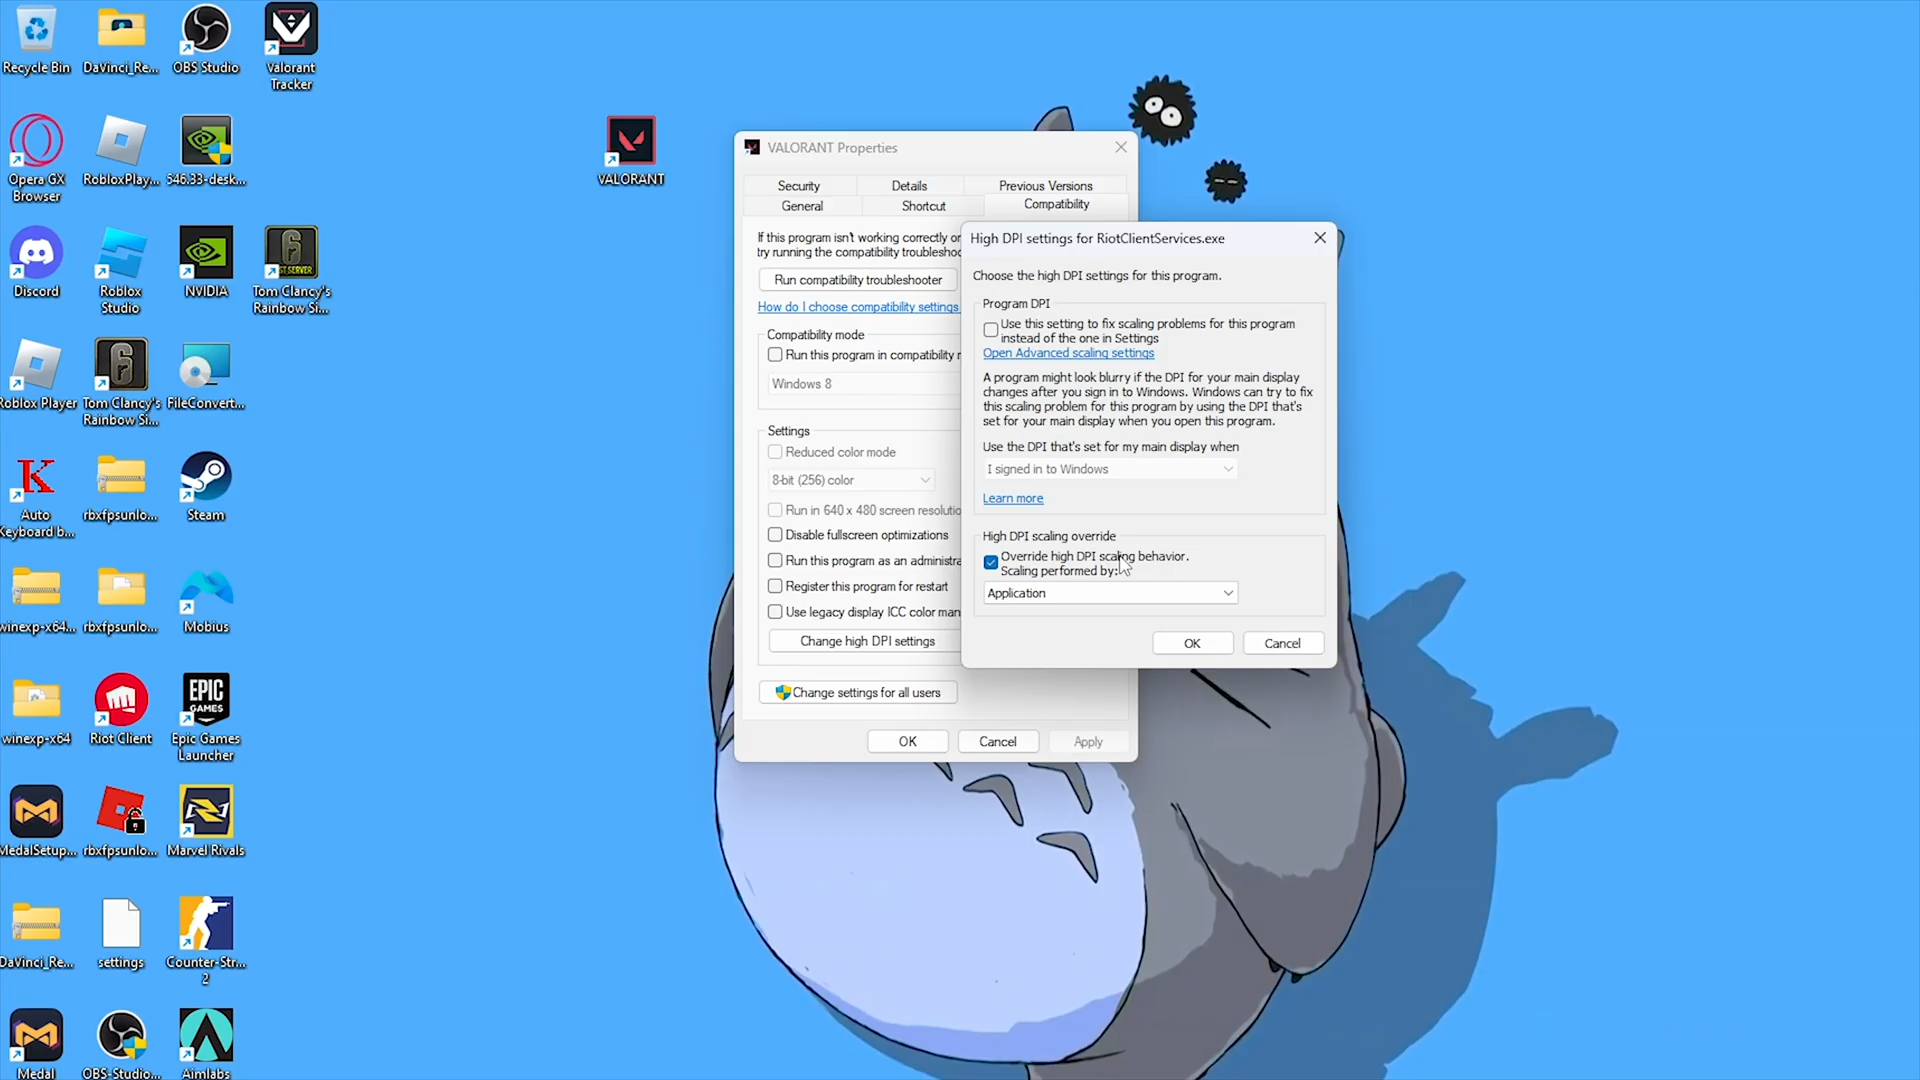 Recycle Bin
DaVinci_Re...
OBS Studio
Valorant
Tracker
Opera GX
Browser
RobloxPlay...
546.33-desk...
Discord
Roblox
Studio
NVIDIA
Tom Clancy's
Rainbow Si...
Roblox Player
Tom Clancy's
Rainbow Si...
FileConvert...
Auto
Keyboard b...
rbxfpsunlo...
Steam
winexp-x64...
rbxfpsunlo...
Mobius
winexp-x64
Riot Client
EPIC
GAMES
Epic Games
Launcher
MedalSetup...
rbxfpsunlo...
Marvel Rivals
DaVinci_Re...
settings
Counter-Str...
2
Medal
OBS-Studio...
Aimlabs
VALORANT
VALORANT Properties
Security
Details
Previous Versions
General
Shortcut
Compatibility
If this program isn't working correctly or
try running the compatibility troubleshoo
Run compatibility troubleshooter
How do I choose compatibility settings
Compatibility mode
Run this program in compatibility
Windows 8
Settings
Reduced color mode
8-bit (256) color
Run in 640 x 480 screen resolutio
Disable fullscreen optimizations
Run this program as an administra
Register this program for restart
Use legacy display ICC color man
Change high DPI settings
Change settings for all users
OK
Cancel
Apply
High DPI settings for RiotClientServices.exe
Choose the high DPI settings for this program.
Program DPI
Use this setting to fix scaling problems for this program
instead of the one in Settings
Open Advanced scaling settings
A program might look blurry if the DPI for your main display
changes after you sign in to Windows. Windows can try to fix
this scaling problem for this program by using the DPI that's
set for your main display when you open this program.
Use the DPI that's set for my main display when
I signed in to Windows
Learn more
High DPI scaling override
Override high DPI scaling behavior.
Scaling performed by:
Application
OK
Cancel